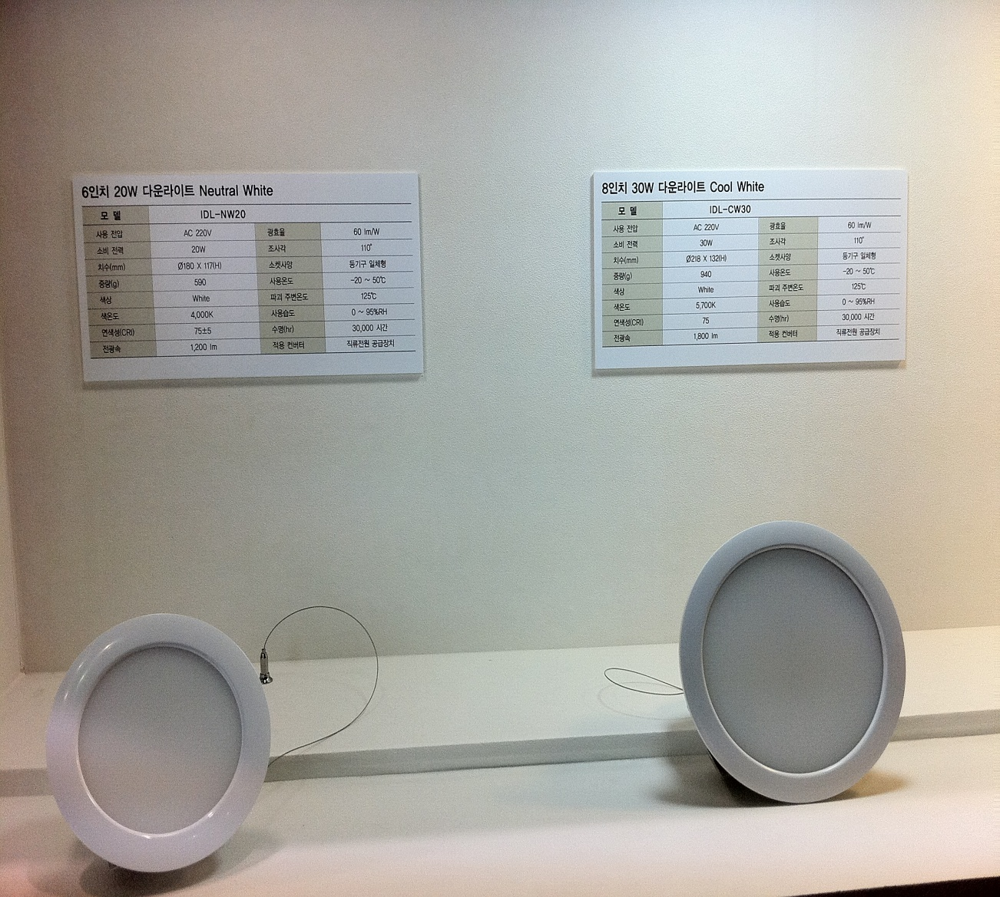 6인치 20W 다운라이트 Neutral White
모 델 IDL-NW20
사용 전압 AC 220V 광효율 60 lm/W
소비 전력 20W 조사각 110˚
치수(mm) Ø180 X 117(H) 소켓사양 등기구 일체형
중량(g) 590 사용온도 -20 ~ 50℃
색상 White 파괴 주변온도 125℃
색온도 4,000K 사용습도 0 ~ 95%RH
연색성(CRI) 75±5 수명(hr) 30,000 시간
전광속 1,200 lm 적용 컨버터 직류전원 공급장치
8인치 30W 다운라이트 Cool White
모 델 IDL-CW30
사용 전압 AC 220V 광효율 60 lm/W
소비 전력 30W 조사각 110˚
치수(mm) Ø218 X 132(H) 소켓사양 등기구 일체형
중량(g) 940 사용온도 -20 ~ 50℃
색상 White 파괴 주변온도 125℃
색온도 5,700K 사용습도 0 ~ 95%RH
연색성(CRI) 75 수명(hr) 30,000 시간
전광속 1,800 lm 적용 컨버터 직류전원 공급장치